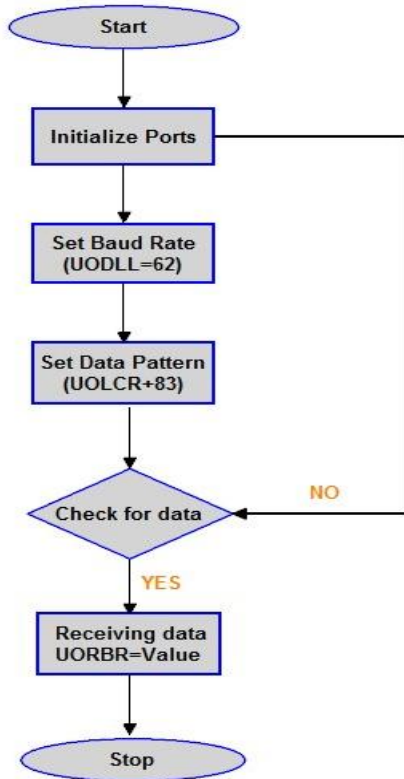 Start
Initialize Ports
Set Baud Rate
(UODLL=62)
Set Data Pattern
(UOLCR+83)
Check for data
NO
YES
Receiving data
UORBR=Value
Stop